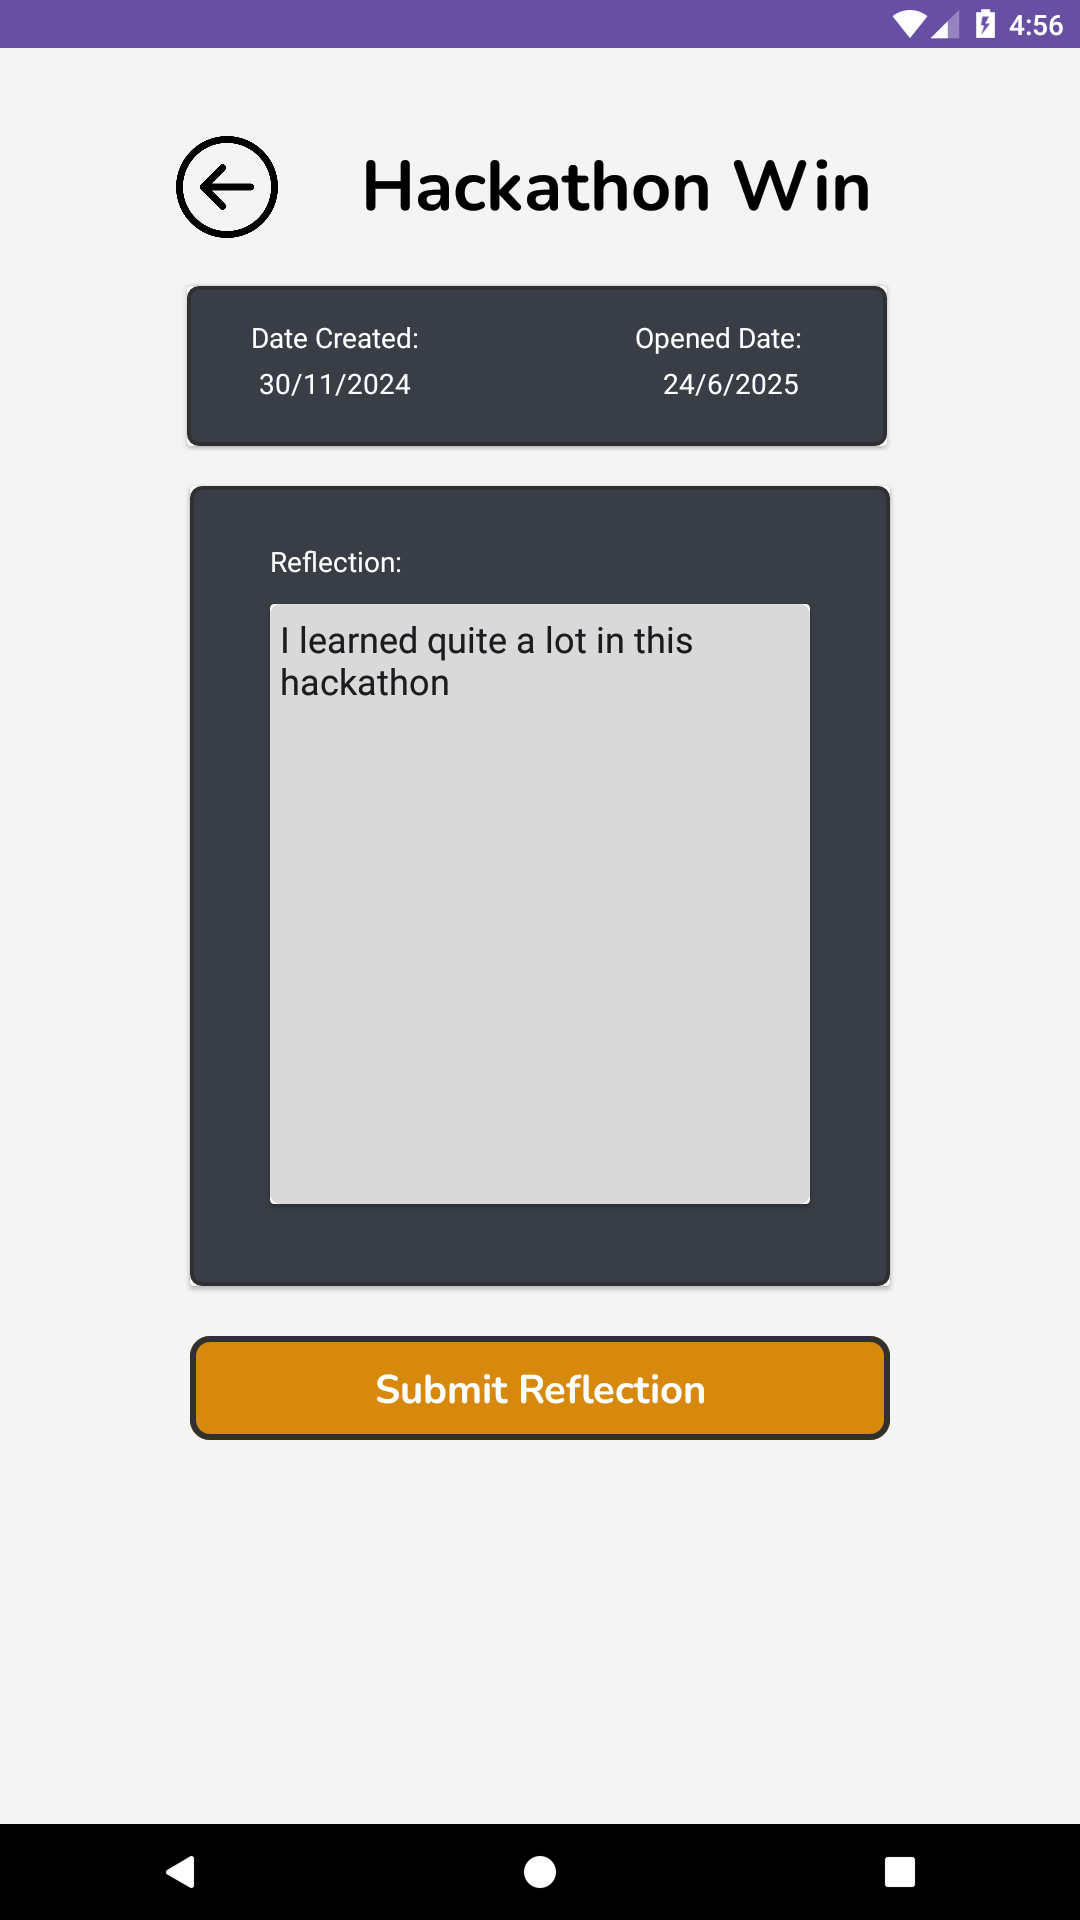 4:56
Hackathon Win
Date Created:
Opened Date:
30/11/2024
24/6/2025
Reflection:
I learned quite a lot in this
hackathon
Submit Reflection